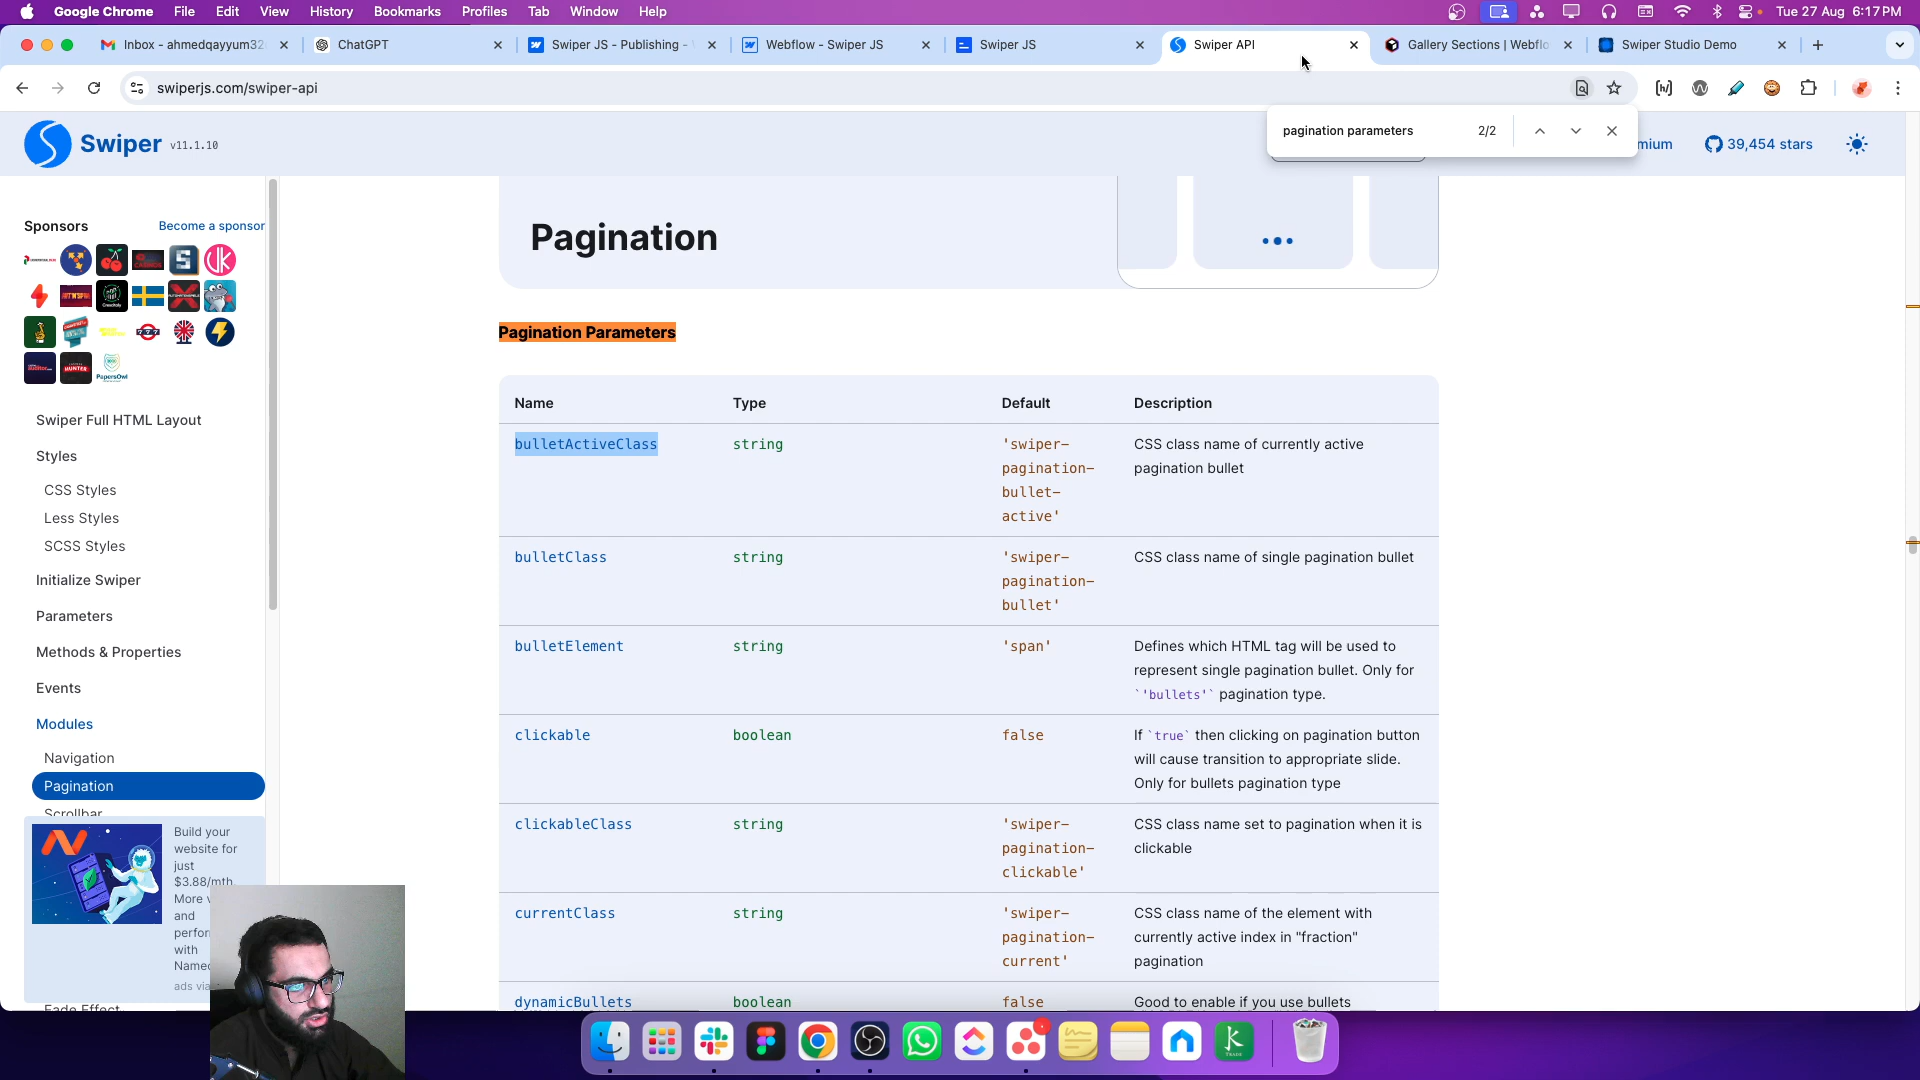 Google Chrome File Edit View History Bookmarks Profiles Tab Window Help Tue 27 Aug 6:17 PM
Inbox - ahmedqayyum32 ChatGPT Swiper JS - Publishing - Webflow - Swiper JS Swiper JS Swiper API Gallery Sections | Webflo Swiper Studio Demo
swiperjs.com/swiper-api
pagination parameters 2/2
Swiper v11.1.10 mium 39,454 stars
Sponsors Become a sponsor
Swiper Full HTML Layout
Styles
CSS Styles
Less Styles
SCSS Styles
Initialize Swiper
Parameters
Methods & Properties
Events
Modules
Navigation
Pagination
Scrollbar
Build your
website for
just
$3.88/mth.
More
and
perfor
with
Name
ads via
Fade Effect
Pagination
Pagination Parameters
Name Type Default Description
bulletActiveClass string 'swiper- CSS class name of currently active
pagination- pagination bullet
bullet-
active'
bulletClass string 'swiper- CSS class name of single pagination bullet
pagination-
bullet'
bulletElement string 'span' Defines which HTML tag will be used to
represent single pagination bullet. Only for
`'bullets'` pagination type.
clickable boolean false If `true` then clicking on pagination button
will cause transition to appropriate slide.
Only for bullets pagination type
clickableClass string 'swiper- CSS class name set to pagination when it is
pagination- clickable
clickable'
currentClass string 'swiper- CSS class name of the element with
pagination- currently active index in "fraction"
current' pagination
dynamicBullets boolean false Good to enable if you use bullets